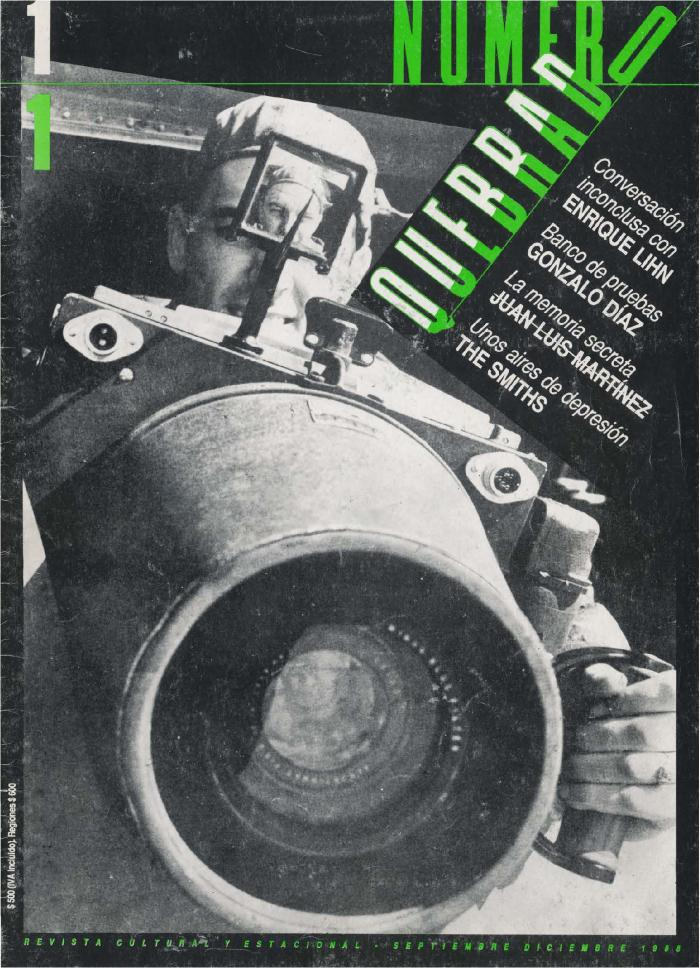 1
1
NUMERO
QUEBRADO
Conversación
inconclusa con
ENRIQUE LIHN
Banco de pruebas
GONZALO DÍAZ
La memoria secreta
JUAN LUIS MARTÍNEZ
Unos aires de depresión
THE SMITHS
$ 500 (IVA Incluído). Regiones $ 600
REVISTA CULTURAL Y ESTACIONAL - SEPTIEMBRE DICIEMBRE 1988